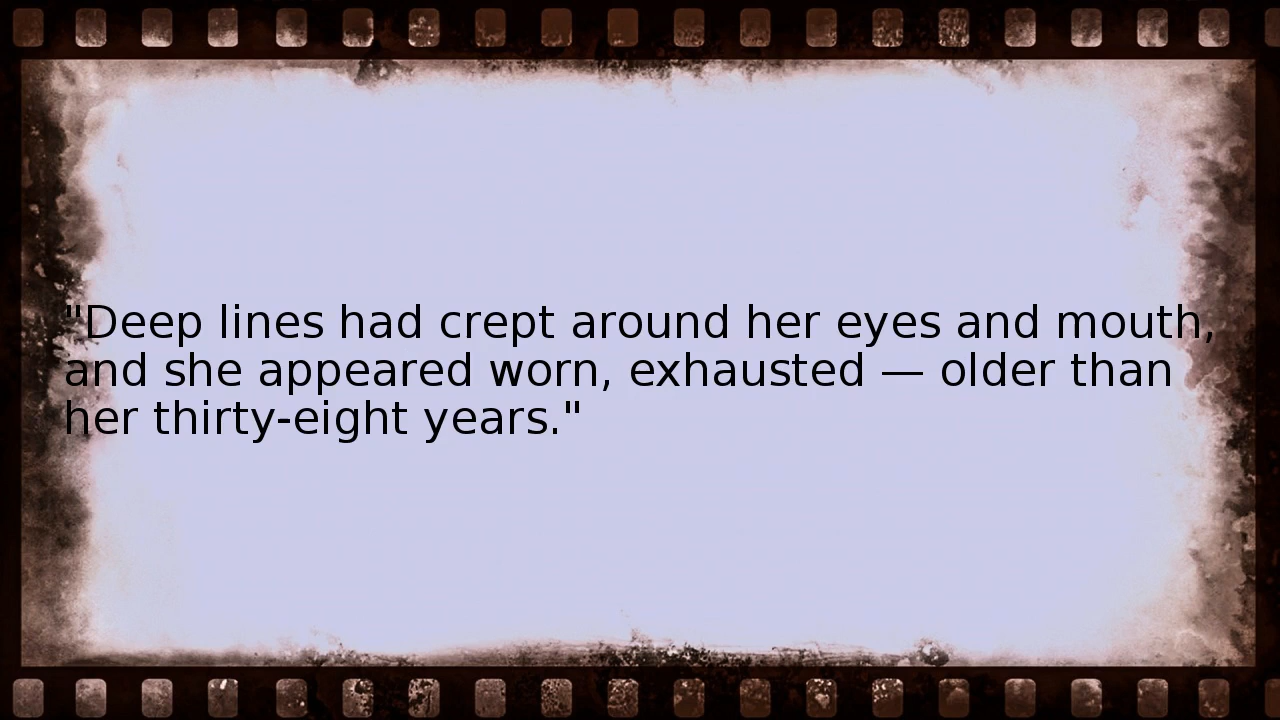 "Deep lines had crept around her eyes and mouth,
and she appeared worn, exhausted — older than
her thirty-eight years."